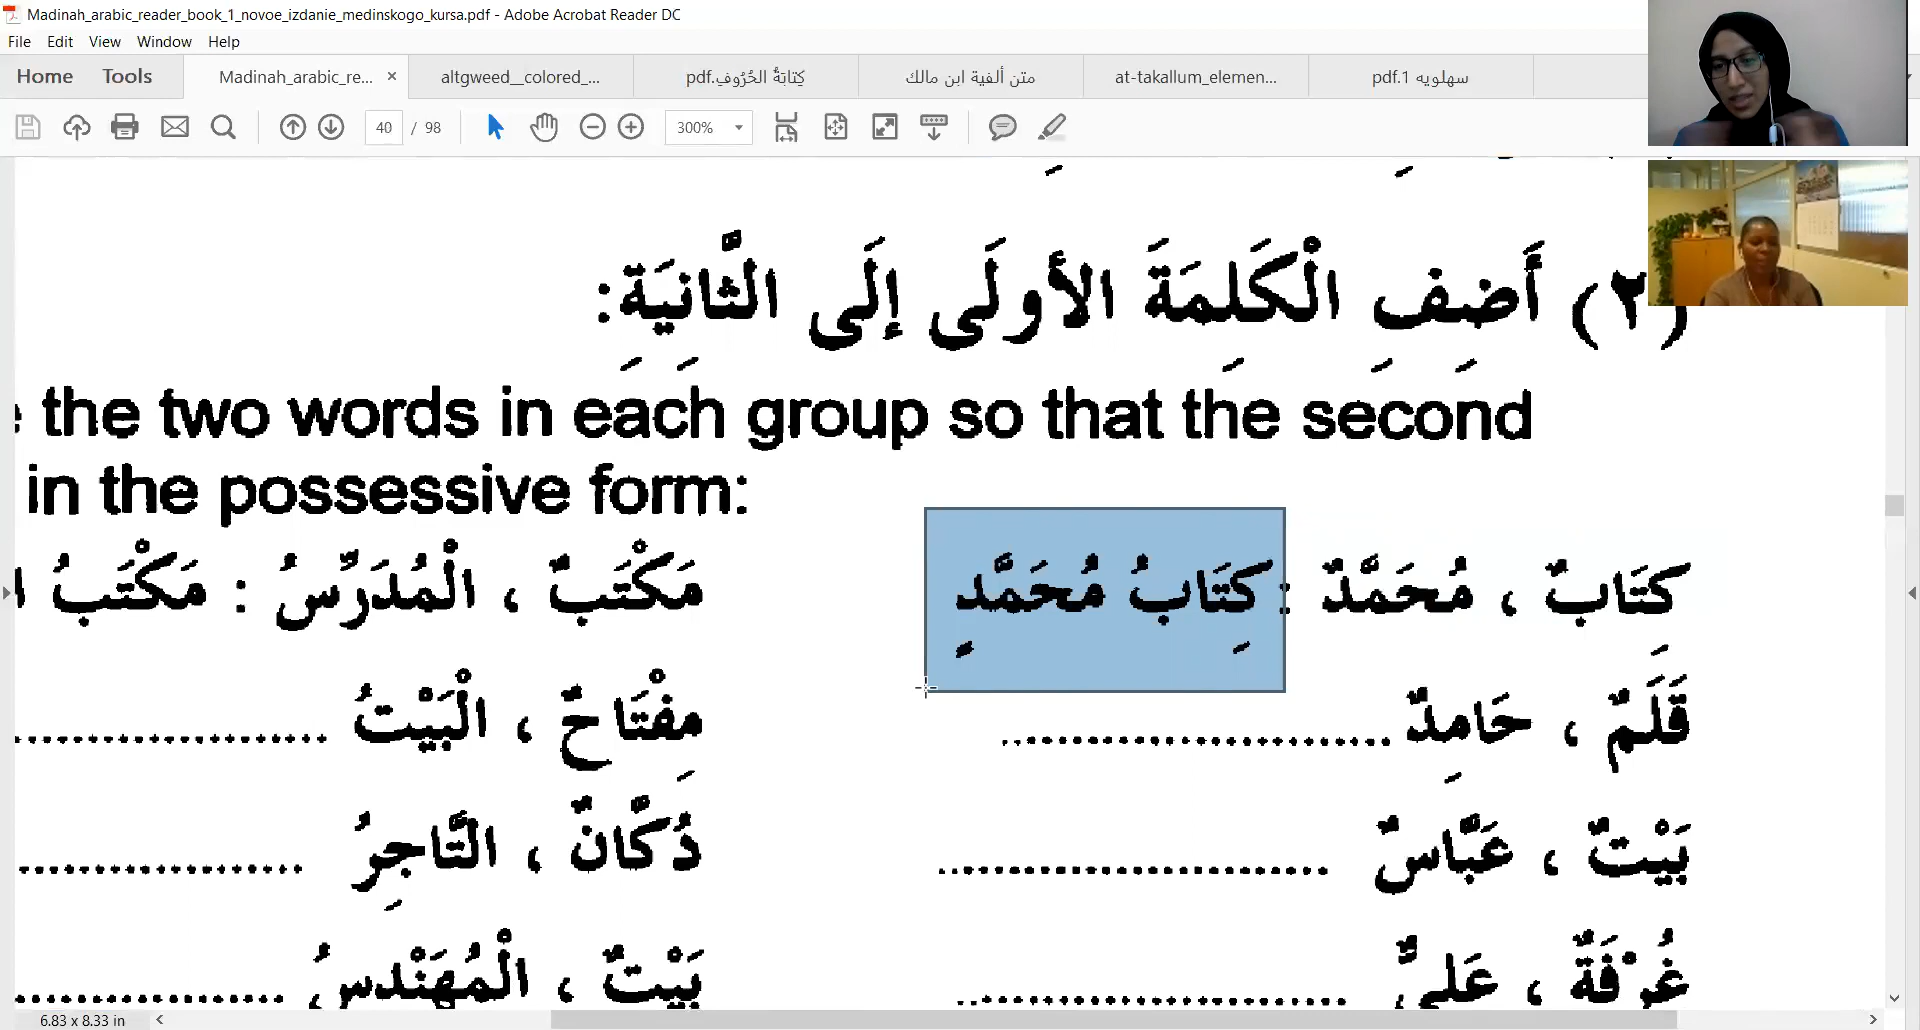 Madinah_arabic_reader_book_1_novoe_izdanie_medinskogo_kursa.pdf - Adobe Acrobat Reader DC
File Edit View Window Help
Home Tools Madinah_arabic_re... × altgweed__colored_... كِتابَةُ الحُرُوفِ.pdf متن ألفية ابن مالك at-takallum_elemen... سهلويه 1.pdf
40 / 98 300%
(٢) أَضِفِ الْكَلِمَةَ الأولَى إلَى الثَّانِيَةِ:
the two words in each group so that the second
in the possessive form:
كِتَابٌ ، مُحَمَّدٌ : كِتَابُ مُحَمَّدٍ مَكْتَبٌ ، الْمُدَرِّسُ : مَكْتَبُ
قَلَمٌ ، حَامِدٌ ........................ مِفْتَاحٌ ، الْبَيْتُ ........................
بَيْتٌ ، عَبَّاسٌ ........................ دُكَّانٌ ، التَّاجِرُ ........................
غُرْفَةٌ ، عَلِيٌّ ........................ بَيْتٌ ، الْمُهَنْدِسُ ........................
6.83 x 8.33 in